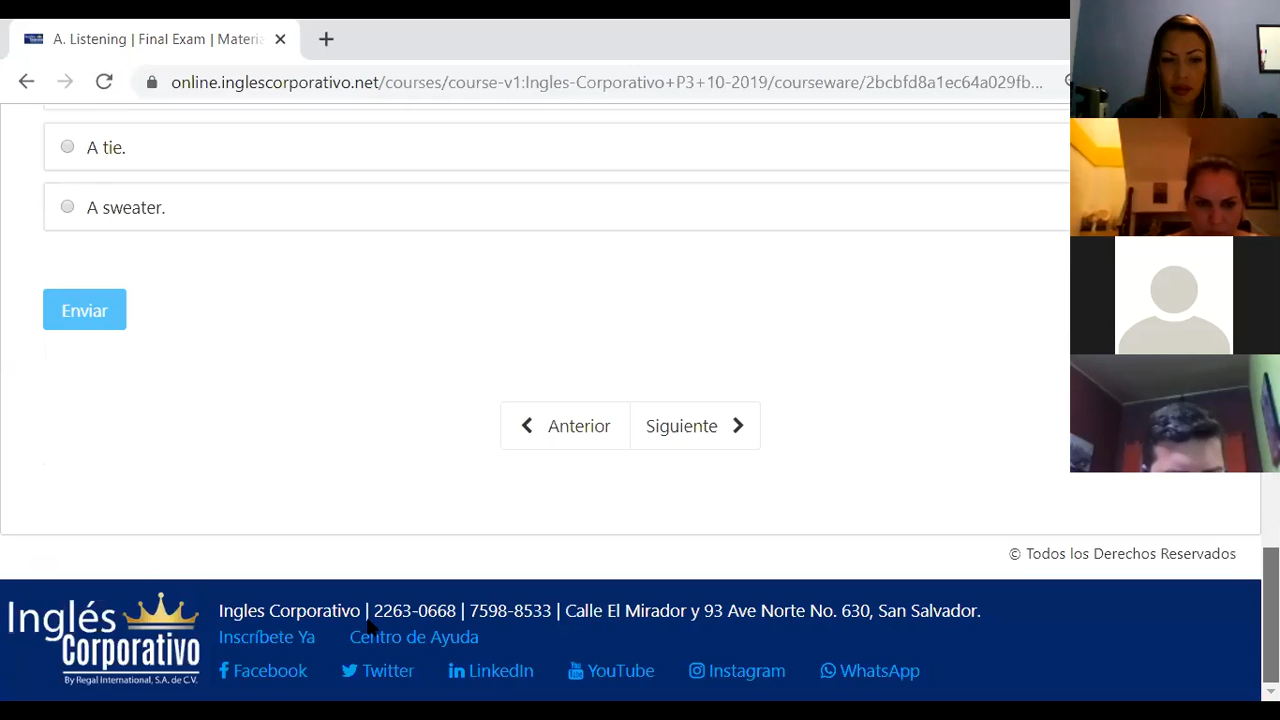 A. Listening | Final Exam | Materia
online.inglescorporativo.net/courses/course-v1:Ingles-Corporativo+P3+10-2019/courseware/2bcbfd8a1ec64a029fb...
A tie.
A sweater.
Enviar
Anterior
Siguiente
© Todos los Derechos Reservados
Inglés
Corporativo
By Regal International, S.A. de C.V.
Ingles Corporativo | 2263-0668 | 7598-8533 | Calle El Mirador y 93 Ave Norte No. 630, San Salvador.
Inscríbete Ya Centro de Ayuda
Facebook Twitter LinkedIn YouTube Instagram WhatsApp